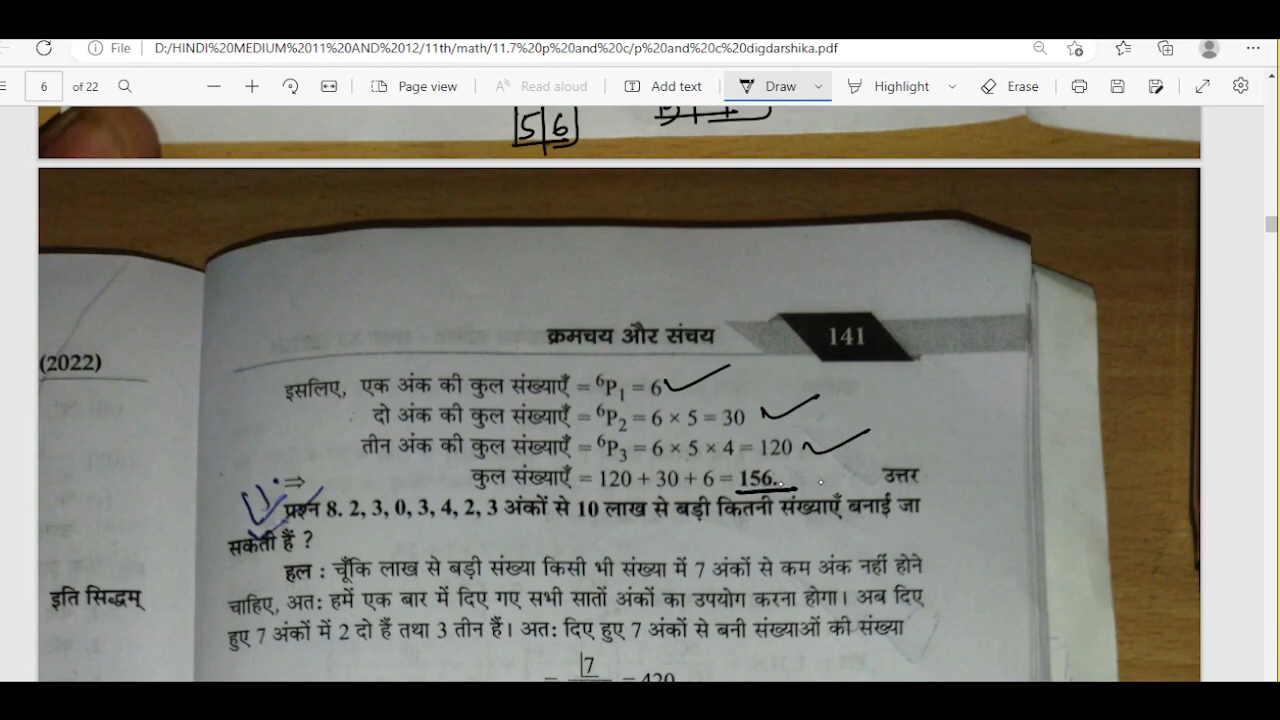 File D:/HINDI%20MEDIUM%2011%20AND%2012/11th/math/11.7%20p%20and%20c/p%20and%20c%20digdarshika.pdf
6 of 22 Page view Read aloud Add text Draw Highlight Erase
5 6
क्रमचय और संचय 141
(2022)
इसलिए, एक अंक की कुल संख्याएँ = ⁶P₁ = 6
दो अंक की कुल संख्याएँ = ⁶P₂ = 6 × 5 = 30
तीन अंक की कुल संख्याएँ = ⁶P₃ = 6 × 5 × 4 = 120
⇒ कुल संख्याएँ = 120 + 30 + 6 = 156. उत्तर
प्रश्न 8. 2, 3, 0, 3, 4, 2, 3 अंकों से 10 लाख से बड़ी कितनी संख्याएँ बनाई जा
सकती हैं ?
हल : चूँकि लाख से बड़ी संख्या किसी भी संख्या में 7 अंकों से कम अंक नहीं होने
इति सिद्धम्
चाहिए, अतः हमें एक बार में दिए गए सभी सातों अंकों का उपयोग करना होगा। अब दिए
हुए 7 अंकों में 2 दो हैं तथा 3 तीन हैं। अतः दिए हुए 7 अंकों से बनी संख्याओं की संख्या
= |7 = 420